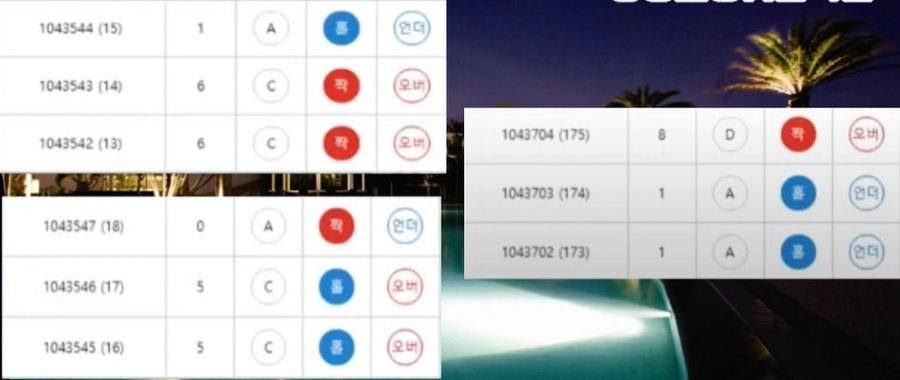 1043544 (15) 1 A 홀 언더
1043543 (14) 6 C 짝 오버
1043542 (13) 6 C 짝 오버
1043547 (18) 0 A 짝 언더
1043546 (17) 5 C 홀 오버
1043545 (16) 5 C 홀 오버
1043704 (175) 8 D 짝 오버
1043703 (174) 1 A 홀 언더
1043702 (173) 1 A 홀 언더